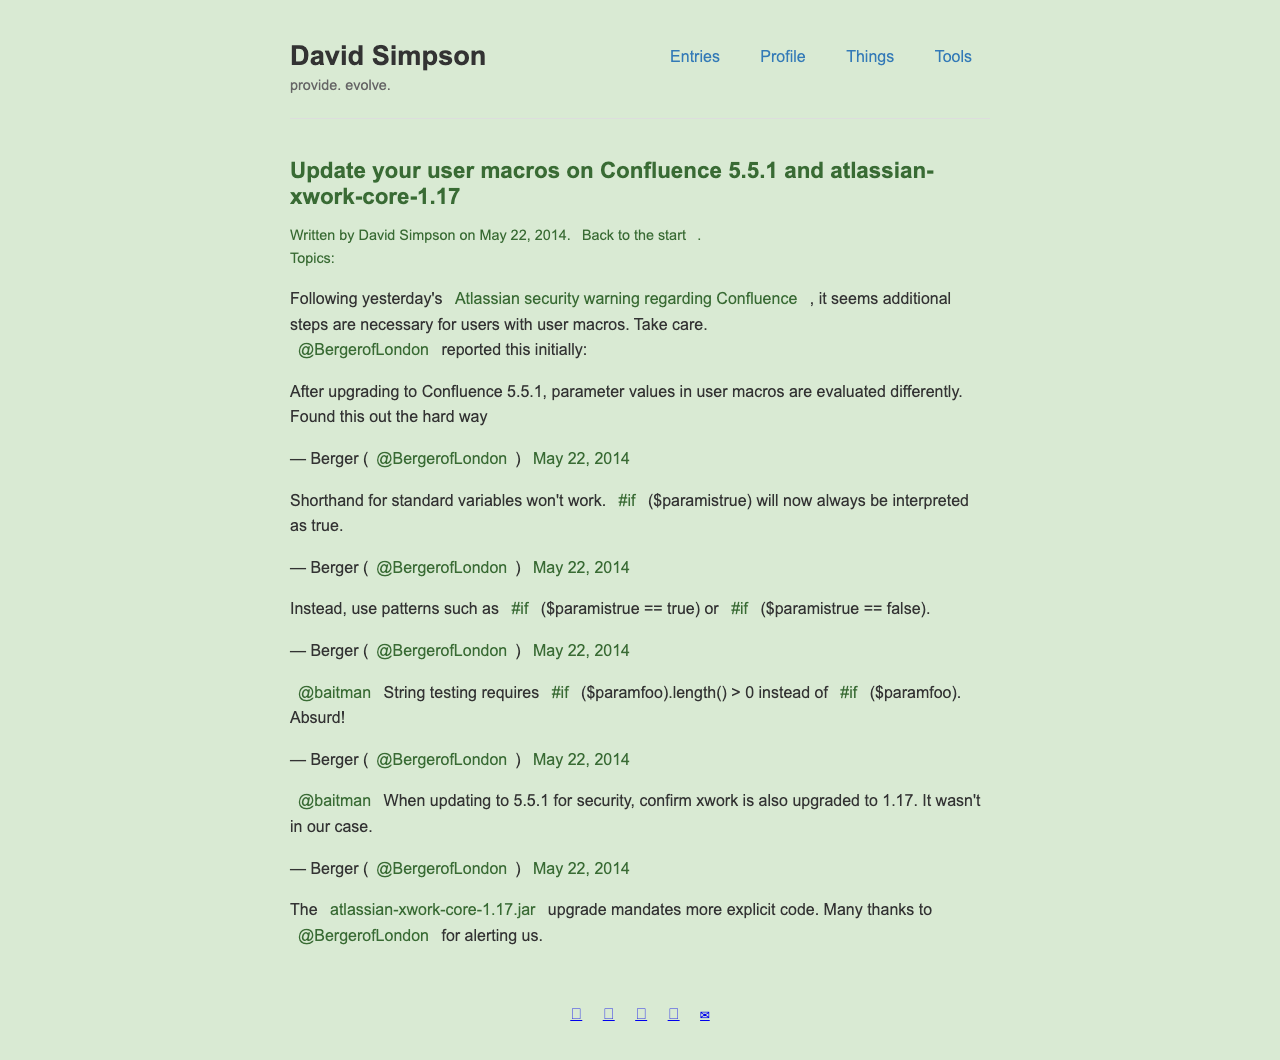 David Simpson
Entries Profile Things Tools
provide. evolve.
Update your user macros on Confluence 5.5.1 and atlassian-
xwork-core-1.17
Written by David Simpson on May 22, 2014. Back to the start .
Topics:
Following yesterday's Atlassian security warning regarding Confluence , it seems additional
steps are necessary for users with user macros. Take care.
@BergerofLondon reported this initially:
After upgrading to Confluence 5.5.1, parameter values in user macros are evaluated differently.
Found this out the hard way
— Berger ( @BergerofLondon ) May 22, 2014
Shorthand for standard variables won't work. #if ($paramistrue) will now always be interpreted
as true.
— Berger ( @BergerofLondon ) May 22, 2014
Instead, use patterns such as #if ($paramistrue == true) or #if ($paramistrue == false).
— Berger ( @BergerofLondon ) May 22, 2014
@baitman String testing requires #if ($paramfoo).length() > 0 instead of #if ($paramfoo).
Absurd!
— Berger ( @BergerofLondon ) May 22, 2014
@baitman When updating to 5.5.1 for security, confirm xwork is also upgraded to 1.17. It wasn't
in our case.
— Berger ( @BergerofLondon ) May 22, 2014
The atlassian-xwork-core-1.17.jar upgrade mandates more explicit code. Many thanks to
@BergerofLondon for alerting us.